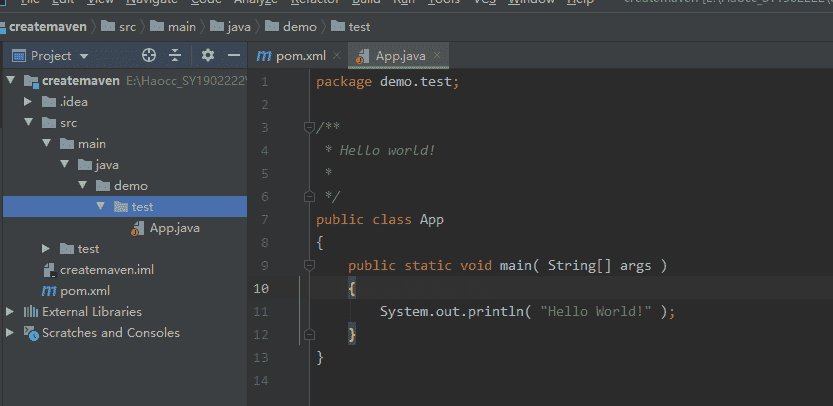 File Edit View Navigate Code Analyze Refactor Build Run Tools VCS Window Help
createmaven src main java demo test
Project
pom.xml
App.java
createmaven E:\Haocc_SY1902222\
.idea
src
main
java
demo
test
App.java
test
createmaven.iml
pom.xml
External Libraries
Scratches and Consoles
1 package demo.test;
2
3 /**
4 * Hello world!
5 *
6 */
7 public class App
8 {
9 public static void main( String[] args )
10 {
11 System.out.println( "Hello World!" );
12 }
13 }
14